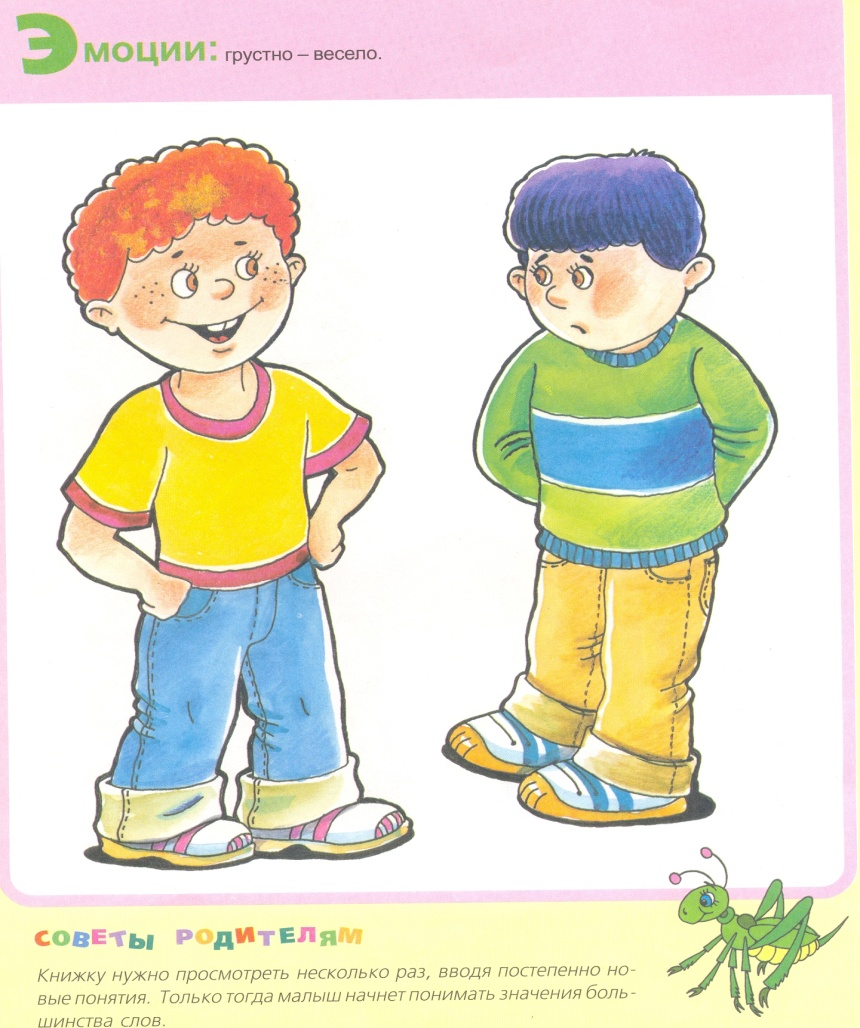 Эмоции: грустно – весело.
СОВЕТЫ РОДИТЕЛЯМ
Книжку нужно просмотреть несколько раз, вводя постепенно но-
вые понятия. Только тогда малыш начнет понимать значения боль-
шинства слов.